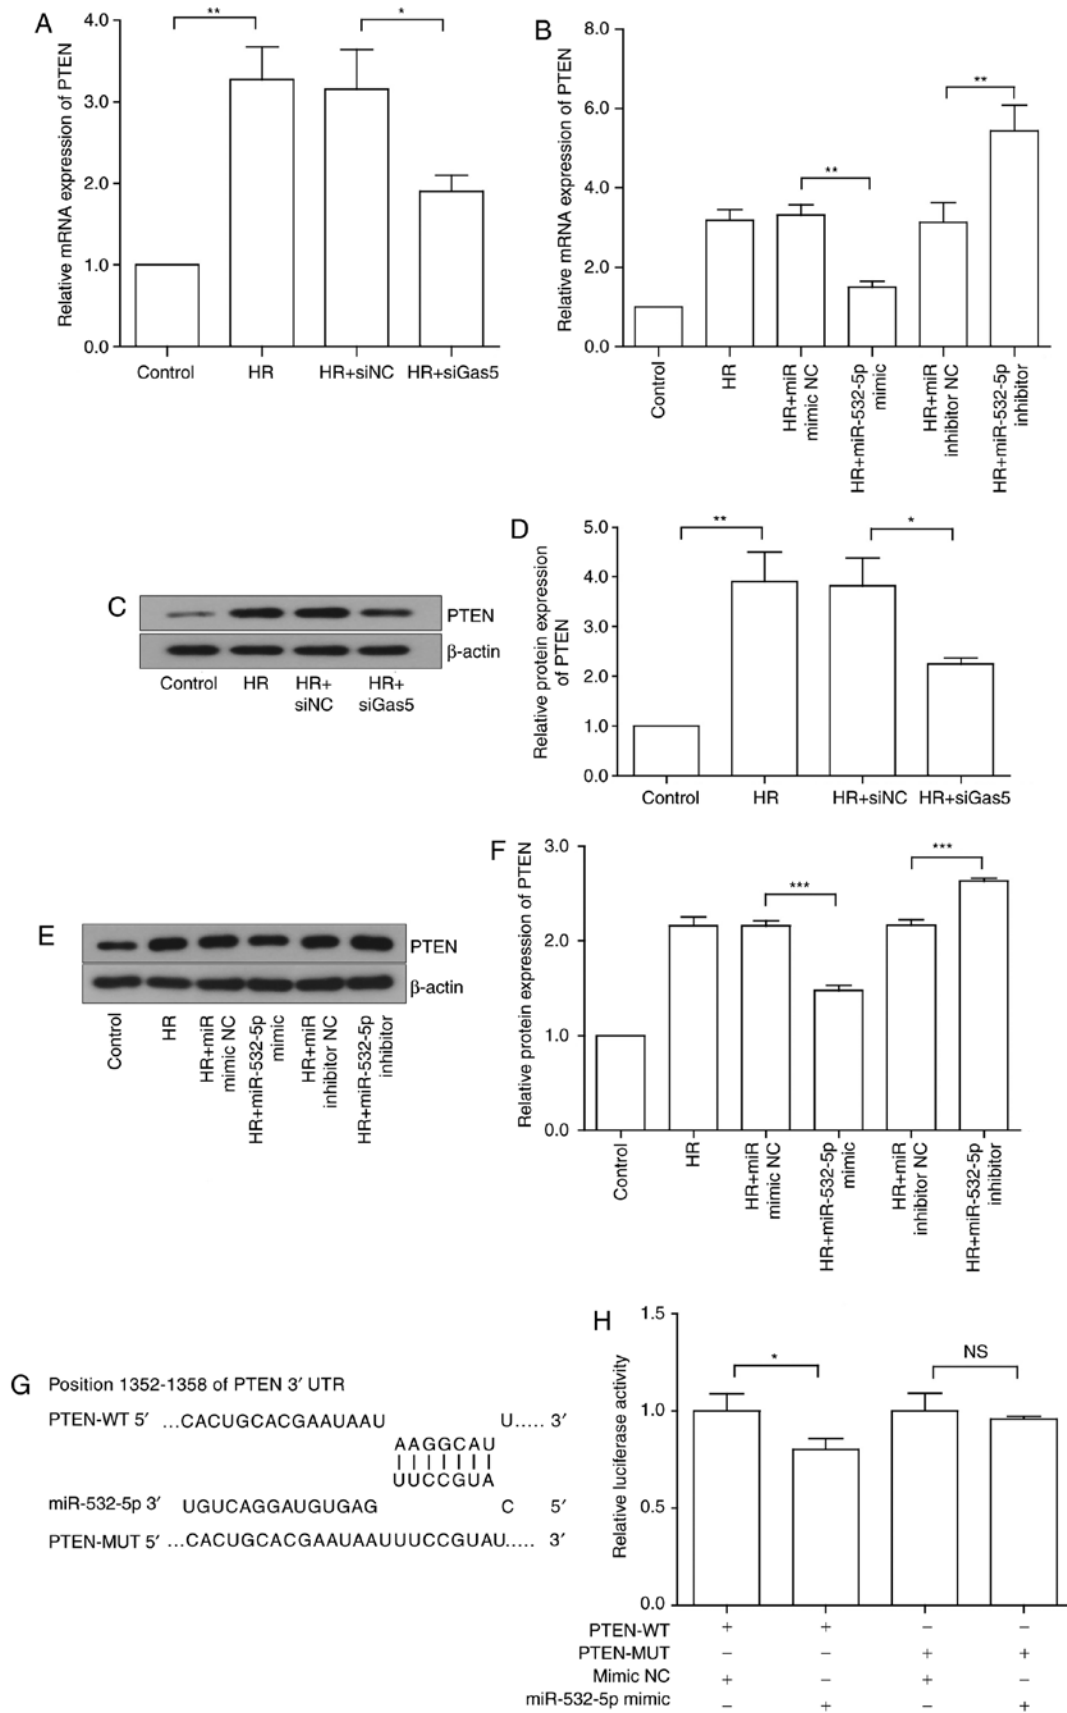 A
Relative mRNA expression of PTEN
4.0
3.0
2.0
1.0
0.0
**
*
Control
HR
HR+siNC
HR+siGas5
B
Relative mRNA expression of PTEN
8.0
6.0
4.0
2.0
0.0
**
**
Control
HR
HR+miR
mimic NC
HR+miR-532-5p
mimic
HR+miR
inhibitor NC
HR+miR-532-5p
inhibitor
C
PTEN
β-actin
Control
HR
HR+
siNC
HR+
siGas5
D
Relative protein expression
of PTEN
5.0
4.0
3.0
2.0
1.0
0.0
**
*
Control
HR
HR+siNC
HR+siGas5
E
PTEN
β-actin
Control
HR
HR+miR
mimic NC
HR+miR-532-5p
mimic
HR+miR
inhibitor NC
HR+miR-532-5p
inhibitor
F
Relative protein expression of PTEN
3.0
2.0
1.0
0.0
***
***
Control
HR
HR+miR
mimic NC
HR+miR-532-5p
mimic
HR+miR
inhibitor NC
HR+miR-532-5p
inhibitor
G
Position 1352-1358 of PTEN 3′ UTR
PTEN-WT 5′ ...CACUGCACGAAUAAU U..... 3′
AAGGCAU
UUCCGUA
miR-532-5p 3′ UGUCAGGAUGUGAG C 5′
PTEN-MUT 5′ ...CACUGCACGAAUAAUUUCCGUAU..... 3′
H
Relative luciferase activity
1.5
1.0
0.5
0.0
*
NS
PTEN-WT + + − −
PTEN-MUT − − + +
Mimic NC + − + −
miR-532-5p mimic − + − +